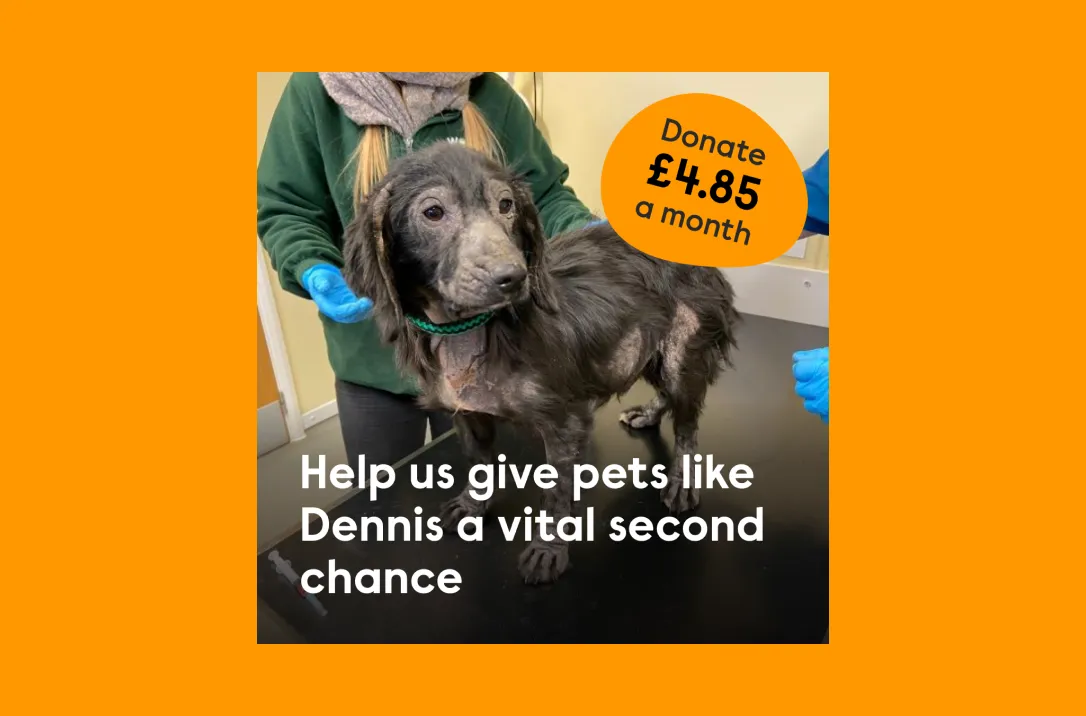 Donate
£4.85
a month
Help us give pets like
Dennis a vital second
chance